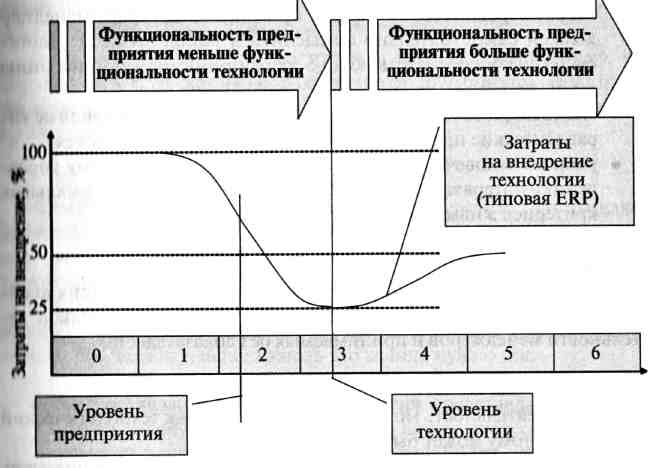 Функциональность пред-
приятия меньше функ-
циональности технологии
Функциональность пред-
приятия больше функ-
циональности технологии
Затраты
на внедрение
технологии
(типовая ERP)
Затраты на внедрение, %
100
50
25
0 1 2 3 4 5 6
Уровень
предприятия
Уровень
технологии